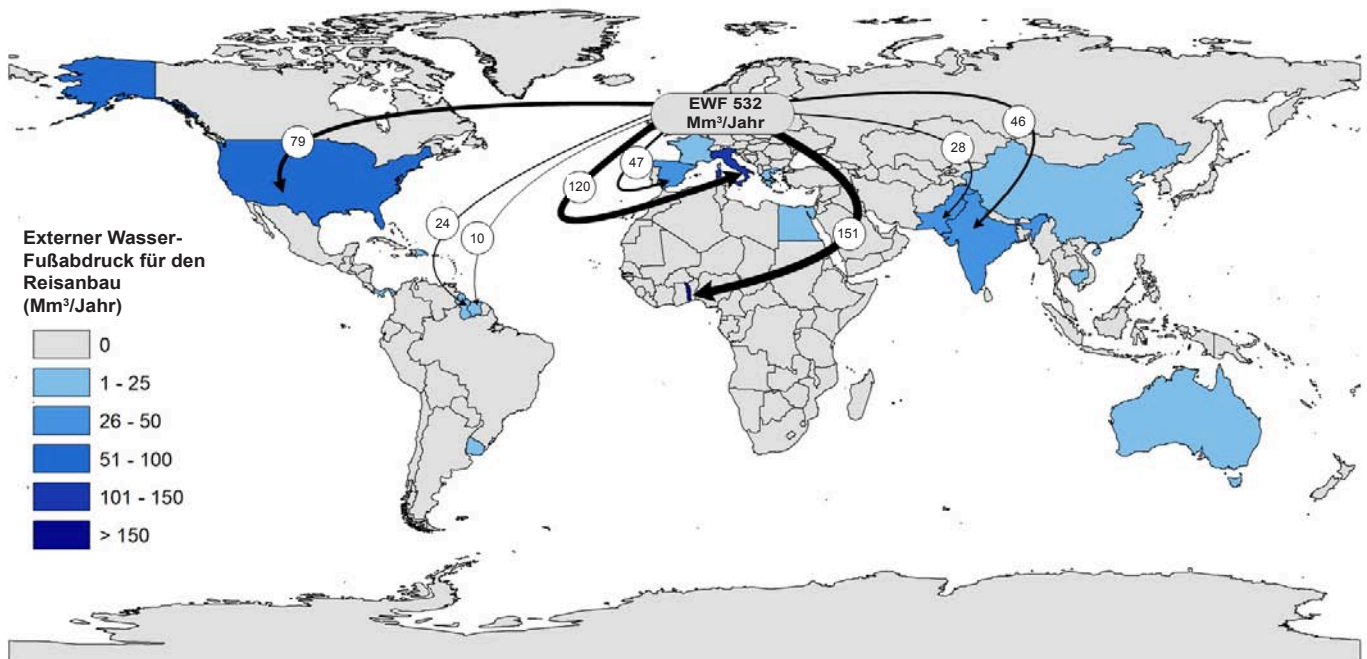 EWF 532
Mm³/Jahr
79
46
28
47
120
24
10
151
Externer Wasser-
Fußabdruck für den
Reisanbau
(Mm³/Jahr)
0
1 - 25
26 - 50
51 - 100
101 - 150
> 150